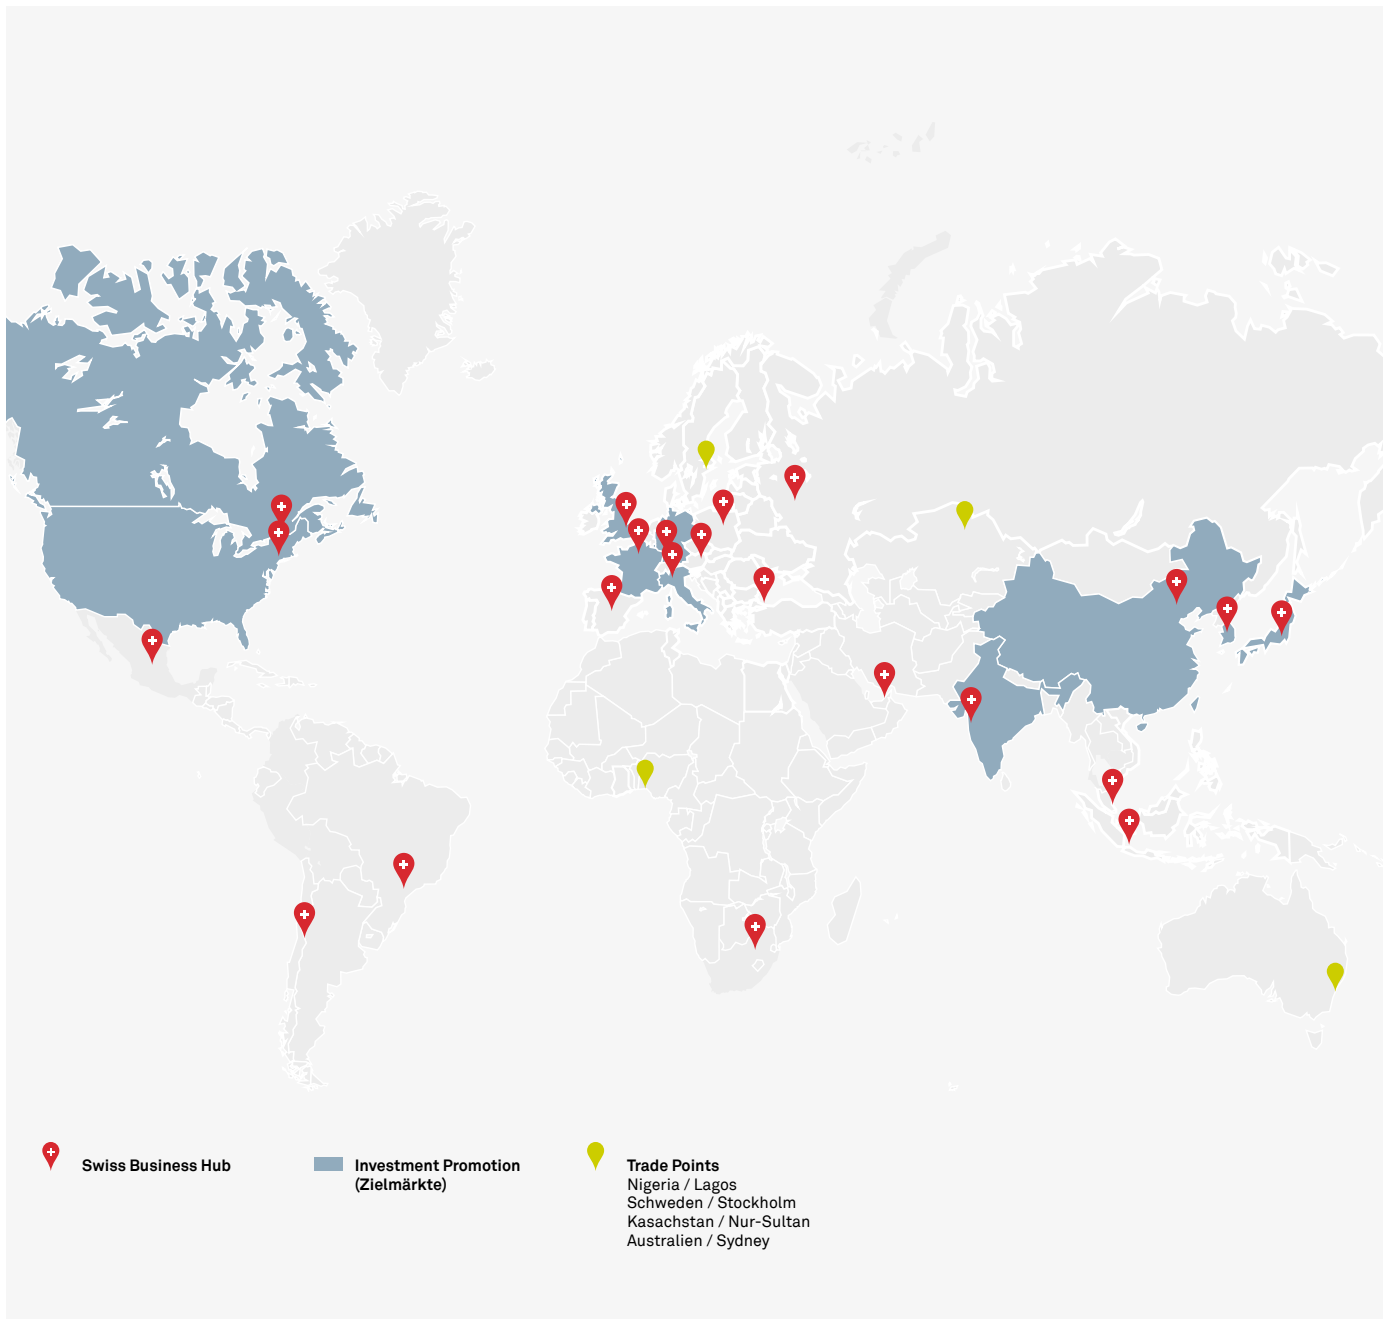 Swiss Business Hub
Investment Promotion
(Zielmärkte)
Trade Points
Nigeria / Lagos
Schweden / Stockholm
Kasachstan / Nur-Sultan
Australien / Sydney